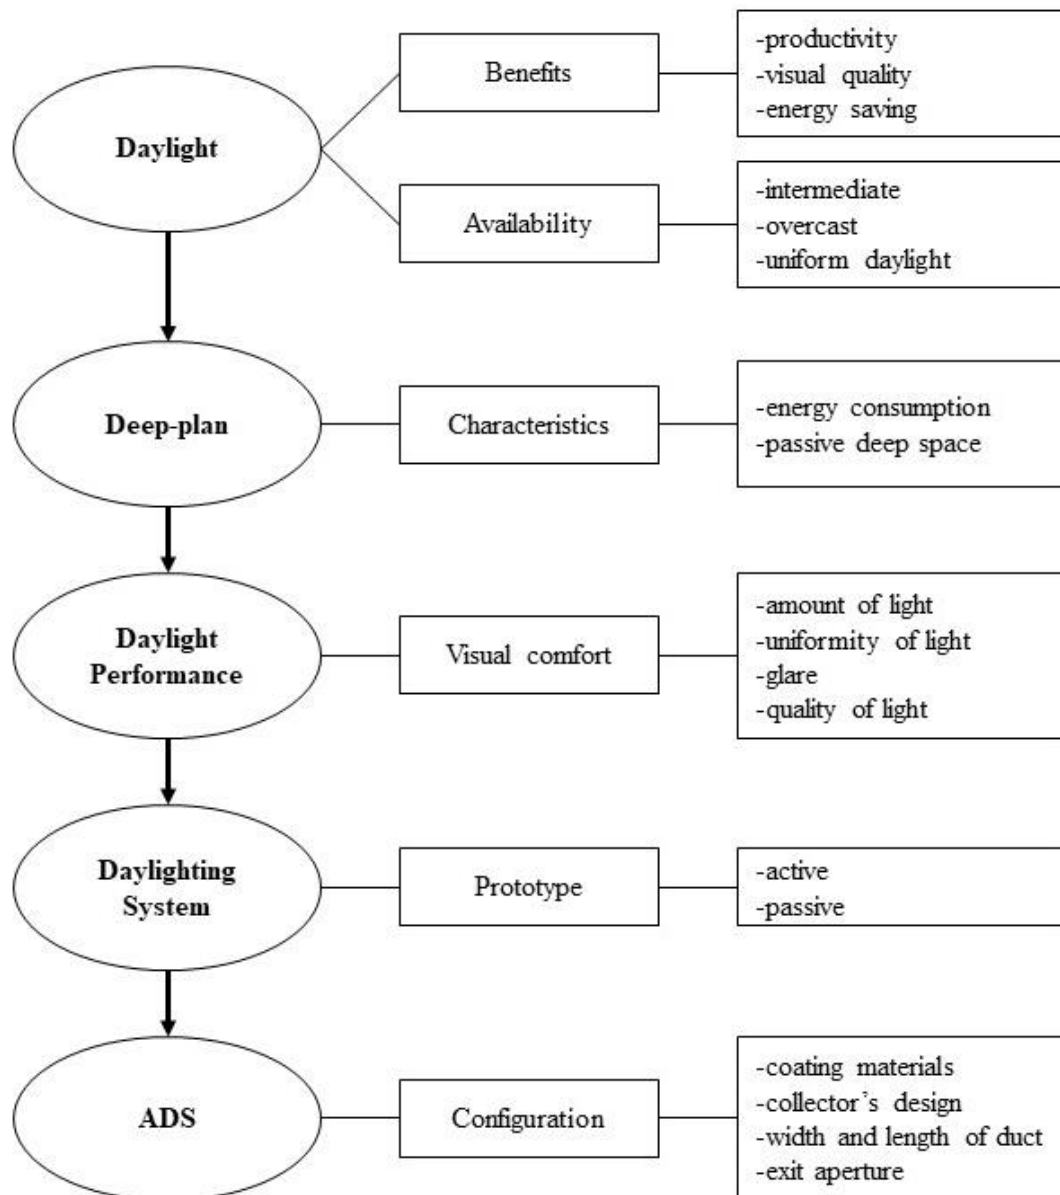 Daylight
Benefits
-productivity
-visual quality
-energy saving
Availability
-intermediate
-overcast
-uniform daylight
Deep-plan
Characteristics
-energy consumption
-passive deep space
Daylight
Performance
Visual comfort
-amount of light
-uniformity of light
-glare
-quality of light
Daylighting
System
Prototype
-active
-passive
ADS
Configuration
-coating materials
-collector’s design
-width and length of duct
-exit aperture